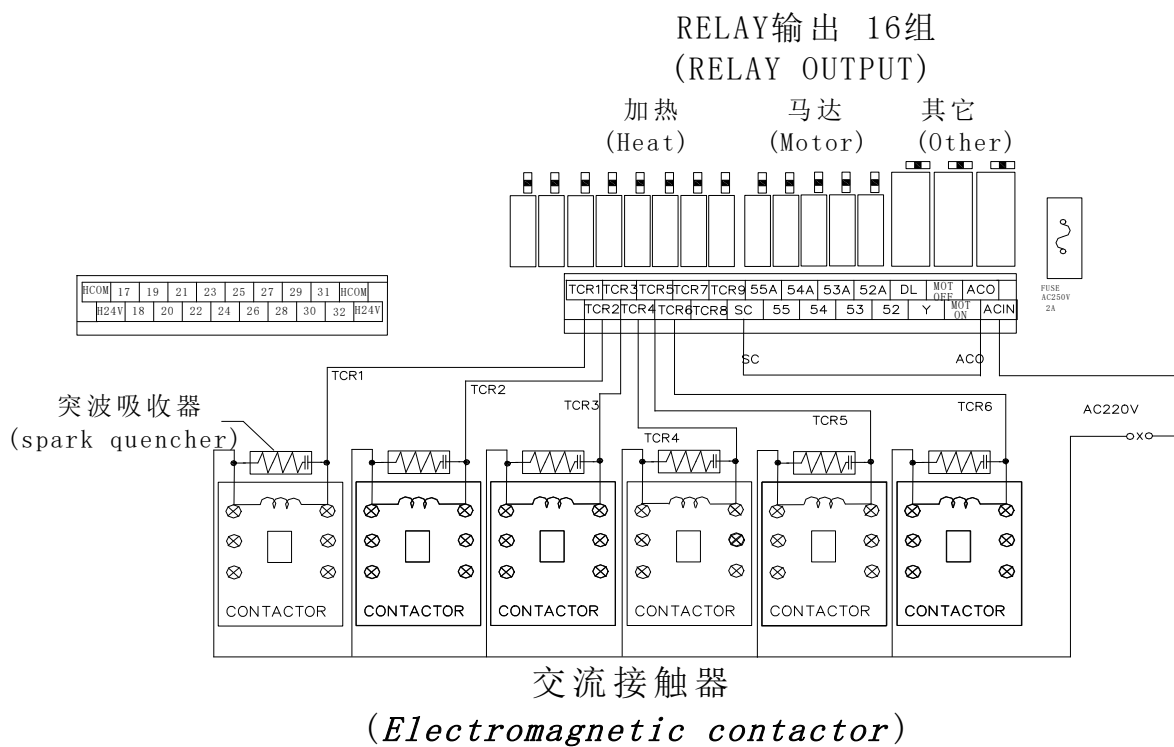 RELAY输出 16组
(RELAY OUTPUT)
加热 马达 其它
(Heat) (Motor) (Other)
HCOM 17 19 21 23 25 27 29 31 HCOM
H24V 18 20 22 24 26 28 30 32 H24V
TCR1 TCR3 TCR5 TCR7 TCR9 55A 54A 53A 52A DL MOT OFF ACO
TCR2 TCR4 TCR6 TCR8 SC 55 54 53 52 Y MOT ON ACIN
FUSE
AC250V
2A
SC ACO
TCR1 TCR2 TCR3 TCR4 TCR5 TCR6
AC220V
X
突波吸收器
(spark quencher)
CONTACTOR CONTACTOR CONTACTOR CONTACTOR CONTACTOR CONTACTOR
交流接触器
(Electromagnetic contactor)